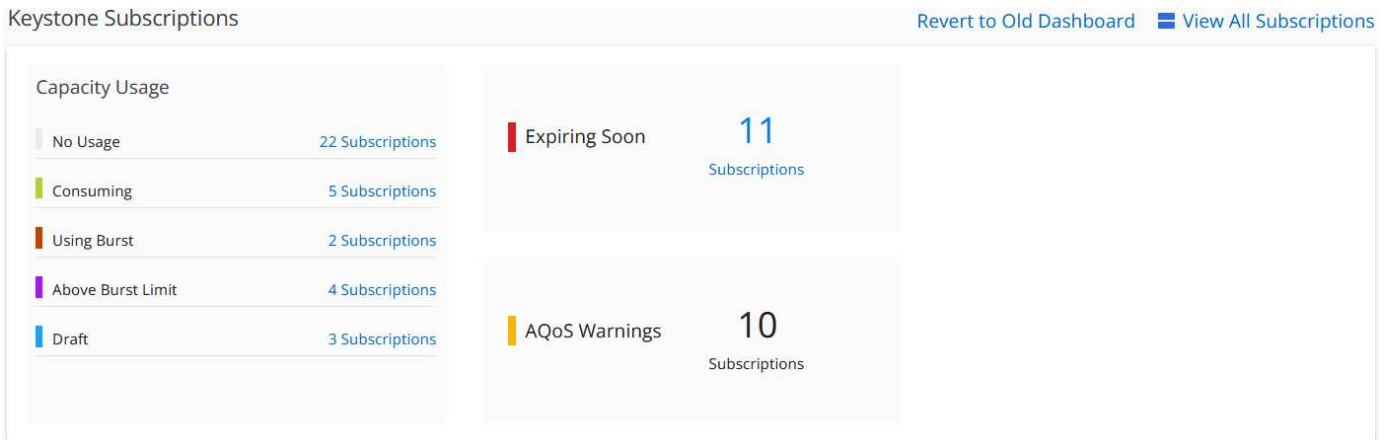 Keystone Subscriptions
Revert to Old Dashboard
View All Subscriptions
Capacity Usage
No Usage 22 Subscriptions
Consuming 5 Subscriptions
Using Burst 2 Subscriptions
Above Burst Limit 4 Subscriptions
Draft 3 Subscriptions
Expiring Soon
11
Subscriptions
AQoS Warnings
10
Subscriptions